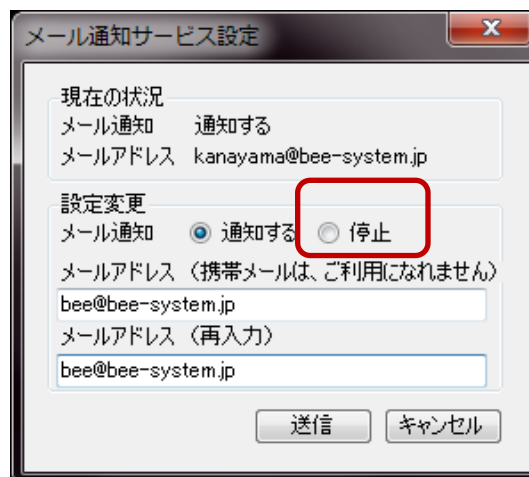 メール通知サービス設定
現在の状況
メール通知 通知する
メールアドレス kanayama@bee-system.jp
設定変更
メール通知 通知する 停止
メールアドレス（携帯メールは、ご利用になれません）
bee@bee-system.jp
メールアドレス（再入力）
bee@bee-system.jp
送信 キャンセル